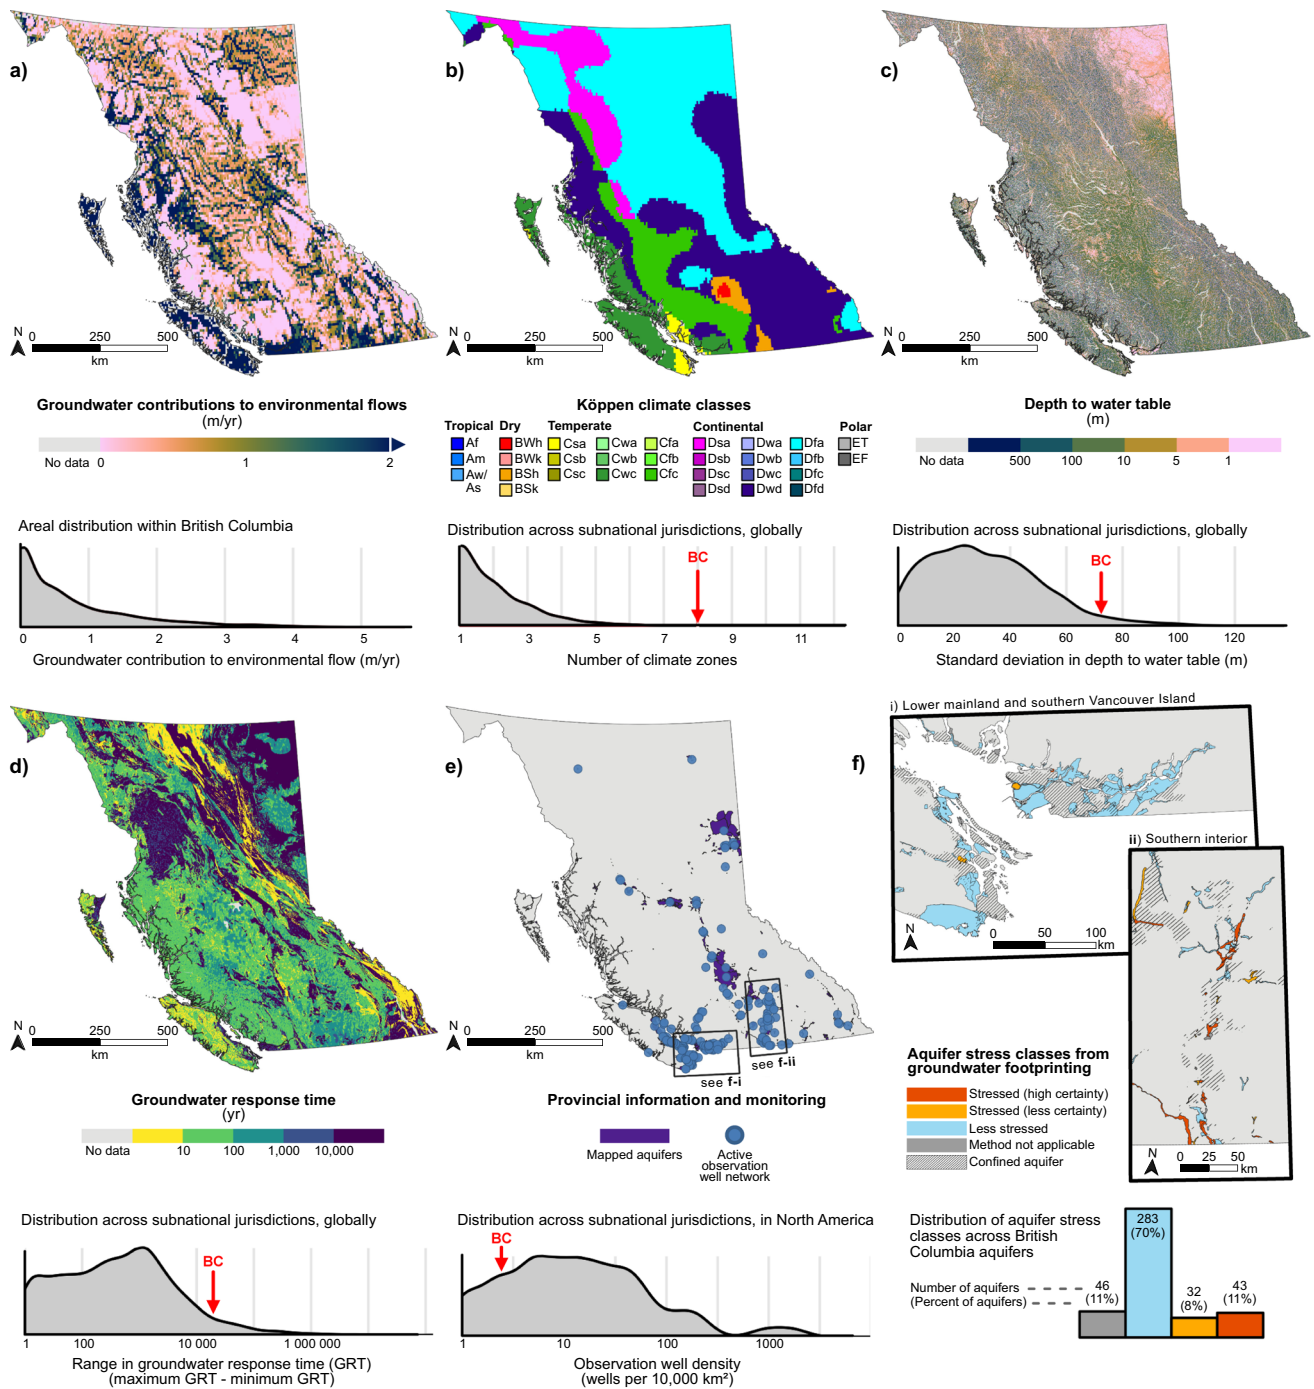 a)
N
0 250 500
km
Groundwater contributions to environmental flows
(m/yr)
No data 0 1 2
Areal distribution within British Columbia
0 1 2 3 4 5
Groundwater contribution to environmental flow (m/yr)
b)
N
0 250 500
km
Köppen climate classes
Tropical Dry Temperate Continental Polar
Af BWh Csa Cwa Cfa Dsa Dwa Dfa ET
Am BWk Csb Cwb Cfb Dsb Dwb Dfb EF
Aw/ BSh Csc Cwc Cfc Dsc Dwc Dfc
As BSk Dsd Dwd Dfd
Distribution across subnational jurisdictions, globally
BC
1 3 5 7 9 11
Number of climate zones
c)
N
0 250 500
km
Depth to water table
(m)
No data 500 100 10 5 1
Distribution across subnational jurisdictions, globally
BC
0 20 40 60 80 100 120
Standard deviation in depth to water table (m)
d)
N
0 250 500
km
Groundwater response time
(yr)
No data 10 100 1,000 10,000
Distribution across subnational jurisdictions, globally
BC
1 100 10 000 1 000 000
Range in groundwater response time (GRT)
(maximum GRT - minimum GRT)
e)
N
0 250 500
km
see f-i
see f-ii
Provincial information and monitoring
Mapped aquifers
Active
observation
well network
Distribution across subnational jurisdictions, in North America
BC
1 10 100 1000
Observation well density
(wells per 10,000 km²)
f)
i) Lower mainland and southern Vancouver Island
N
0 50 100
km
ii) Southern interior
N
0 25 50
km
Aquifer stress classes from
groundwater footprinting
Stressed (high certainty)
Stressed (less certainty)
Less stressed
Method not applicable
Confined aquifer
Distribution of aquifer stress
classes across British
Columbia aquifers
Number of aquifers
(Percent of aquifers)
46
(11%)
283
(70%)
32
(8%)
43
(11%)